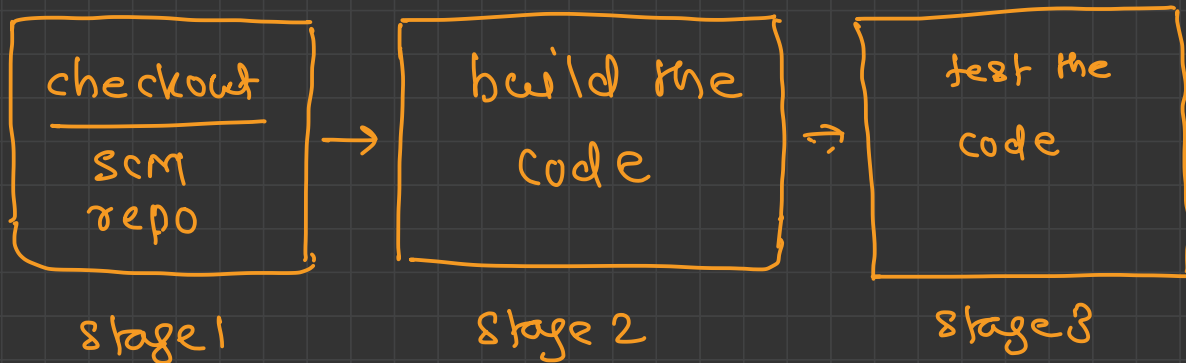 checkout
scm
repo
build the
code
test the
code
stage1
stage 2
stage3